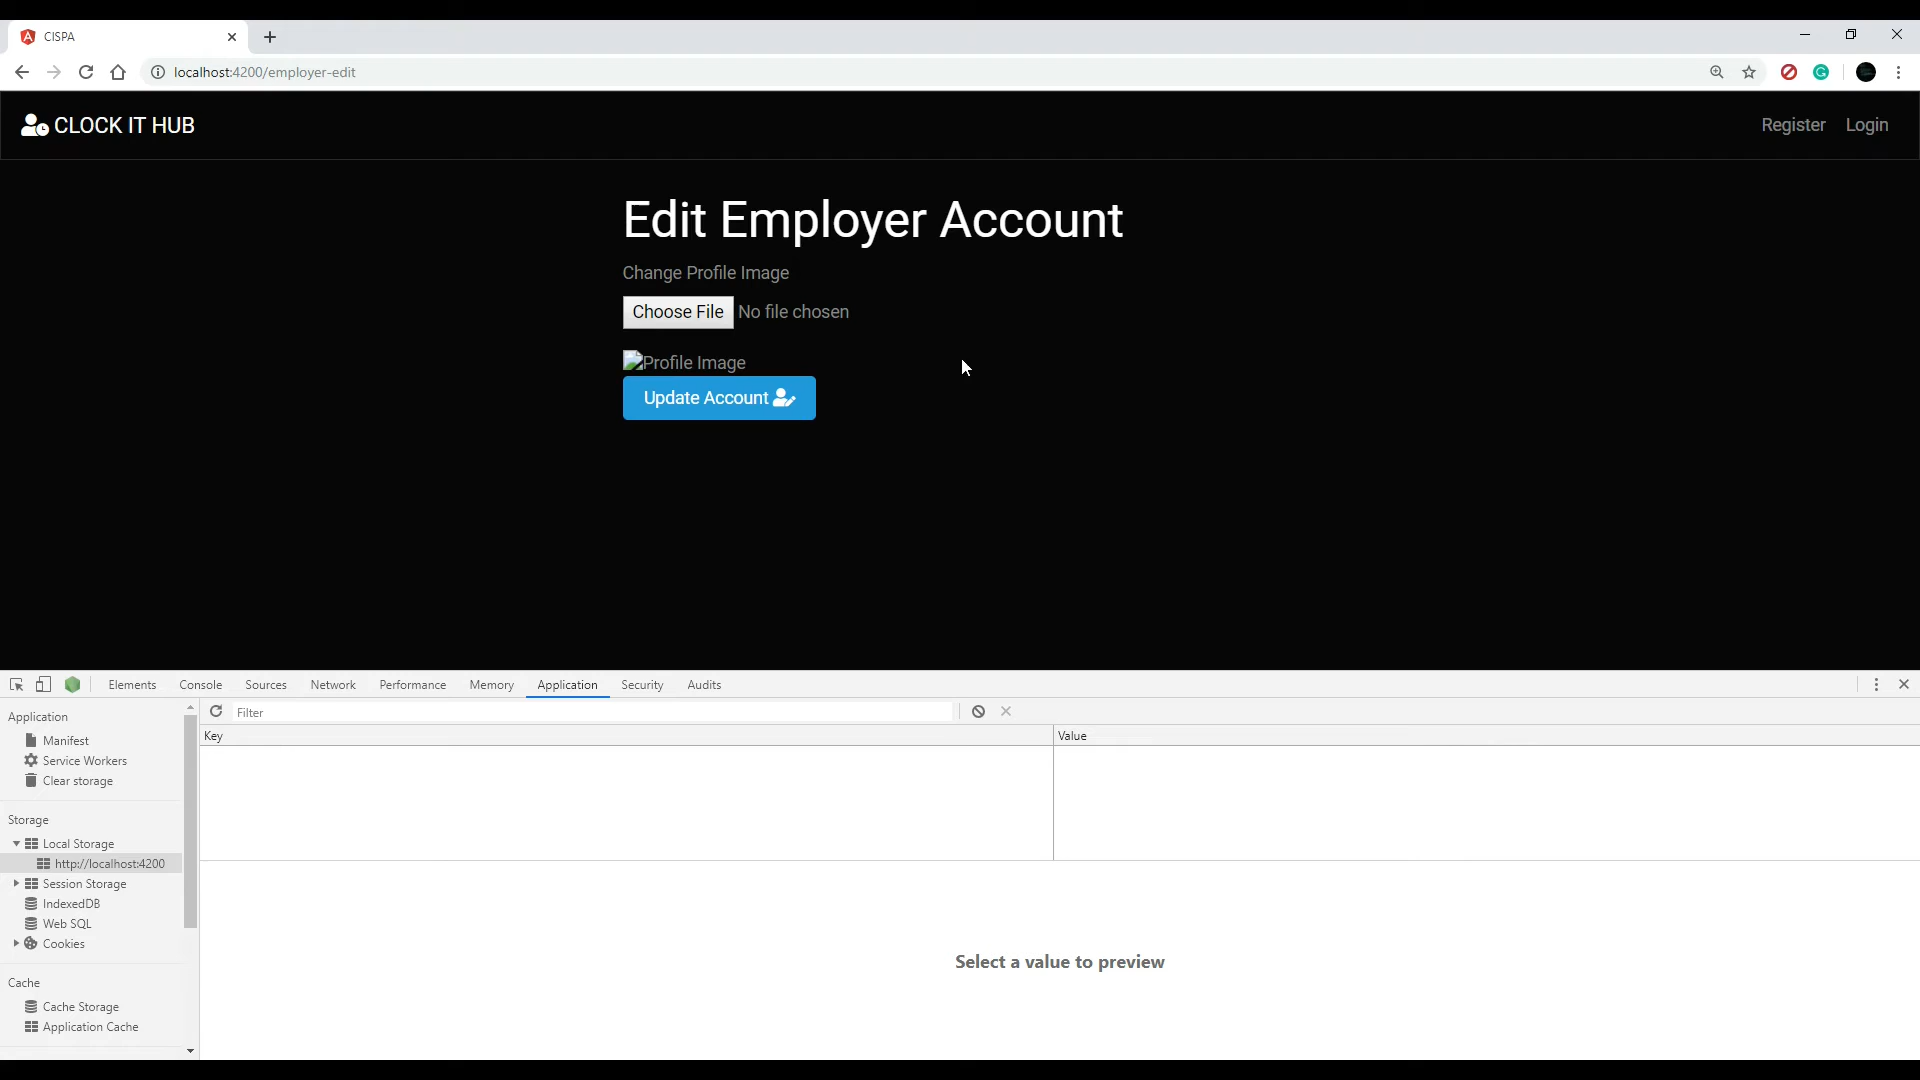 CISPA
localhost:4200/employer-edit
CLOCK IT HUB
Register Login
Edit Employer Account
Change Profile Image
Choose File No file chosen
Profile Image
Update Account
Elements Console Sources Network Performance Memory Application Security Audits
Application
Filter
Key Value
Manifest
Service Workers
Clear storage
Storage
Local Storage
http://localhost:4200
Session Storage
IndexedDB
Web SQL
Cookies
Select a value to preview
Cache
Cache Storage
Application Cache